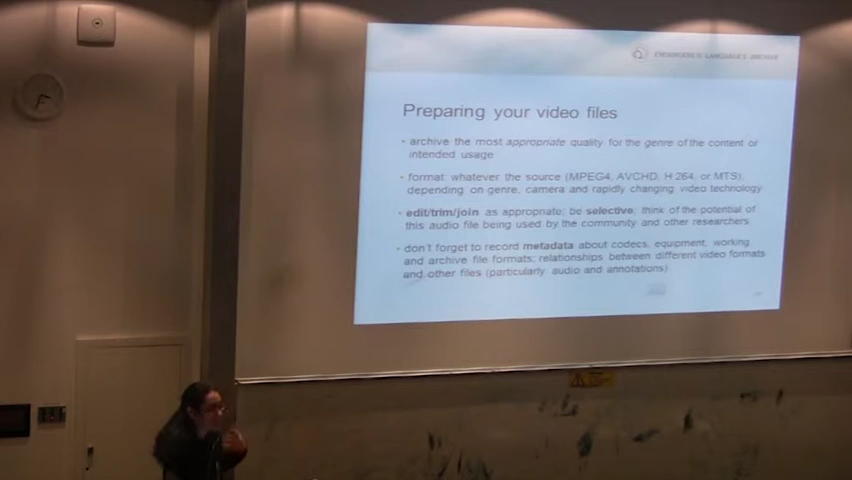 ENDANGERED LANGUAGES ARCHIVE
Preparing your video files
• archive the most appropriate quality for the genre of the content or
intended usage
• format: whatever the source (MPEG4, AVCHD, H.264, or MTS),
depending on genre, camera and rapidly changing video technology
• edit/trim/join as appropriate; be selective; think of the potential of
this audio file being used by the community and other researchers
• don't forget to record metadata about codecs, equipment, working
and archive file formats; relationships between different video formats
and other files (particularly audio and annotations)